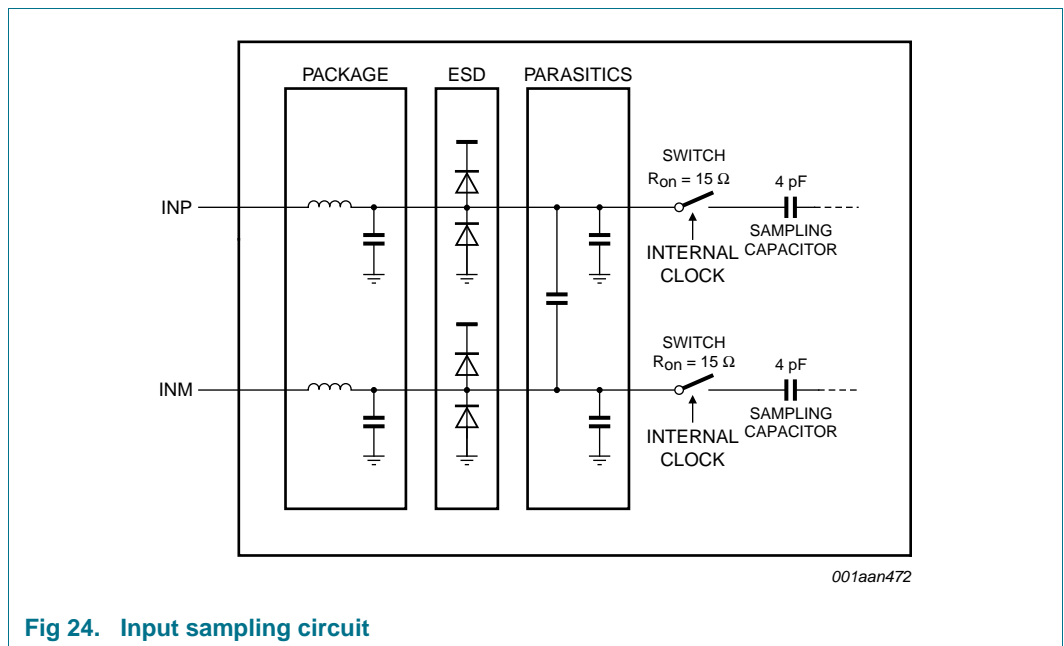 PACKAGE ESD PARASITICS
SWITCH
Ron = 15 Ω
4 pF
INP
SAMPLING
CAPACITOR
INTERNAL
CLOCK
SWITCH
Ron = 15 Ω
4 pF
INM
SAMPLING
CAPACITOR
INTERNAL
CLOCK
001aan472
Fig 24. Input sampling circuit